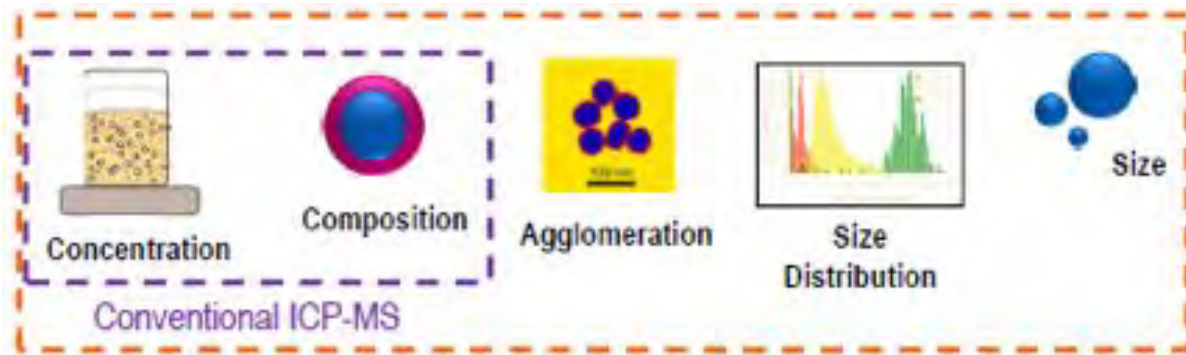 Concentration
Composition
Agglomeration
Size
Distribution
Size
Conventional ICP-MS